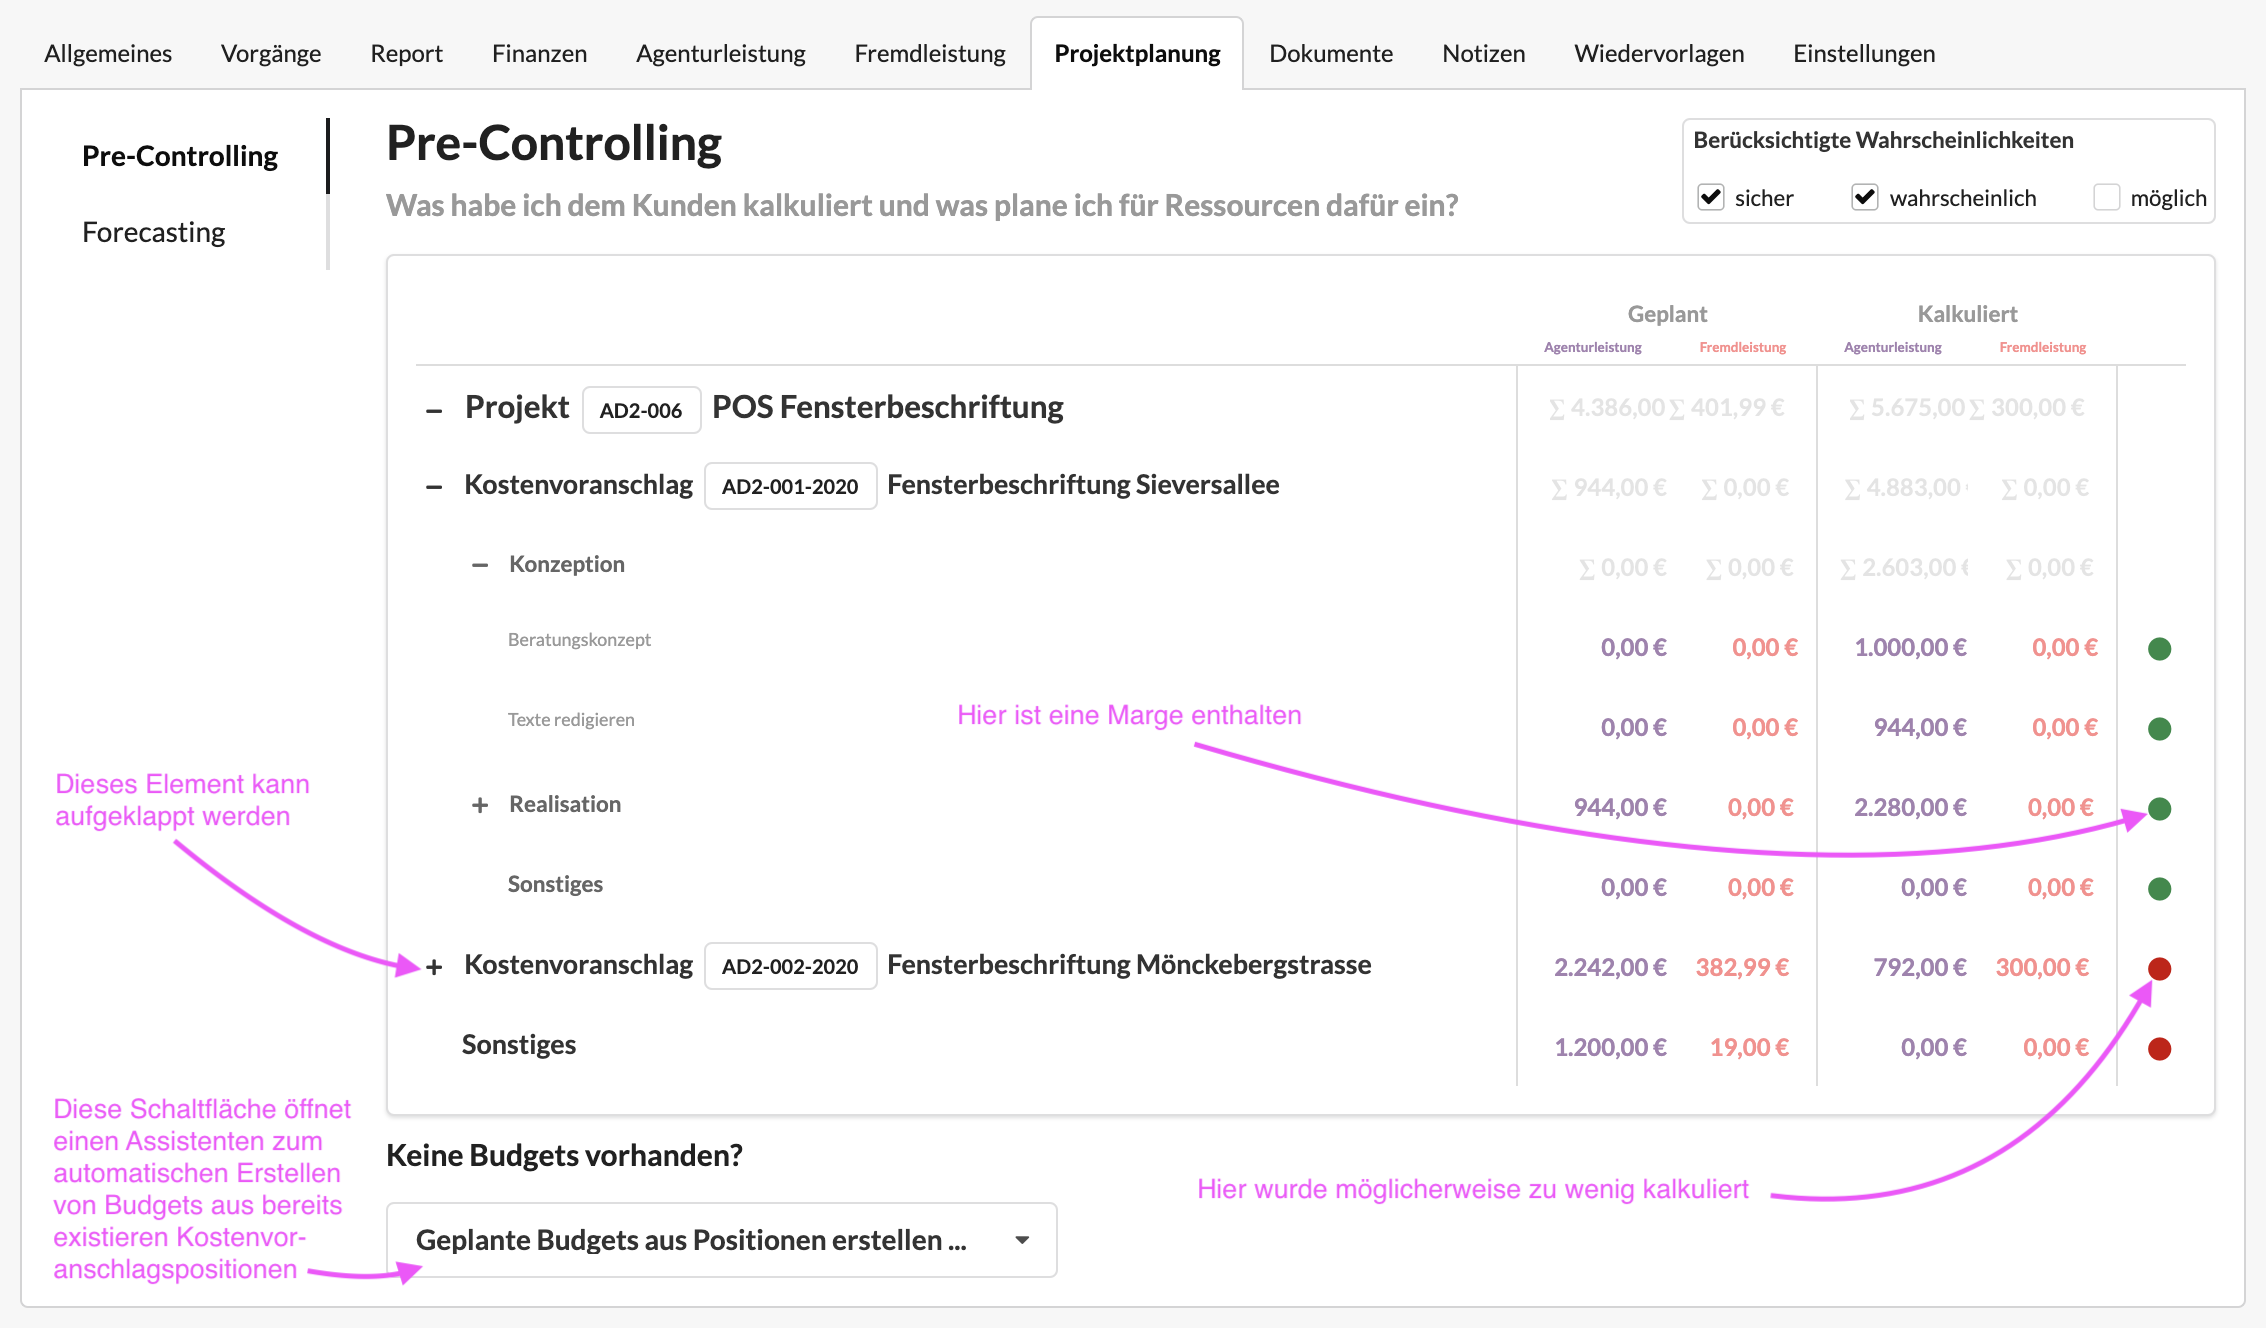 Allgemeines Vorgänge Report Finanzen Agenturleistung Fremdleistung Projektplanung Dokumente Notizen Wiedervorlagen Einstellungen
Pre-Controlling
Forecasting
Pre-Controlling
Was habe ich dem Kunden kalkuliert und was plane ich für Ressourcen dafür ein?
Berücksichtigte Wahrscheinlichkeiten
sicher wahrscheinlich möglich
Geplant Kalkuliert
Agenturleistung Fremdleistung Agenturleistung Fremdleistung
– Projekt AD2-006 POS Fensterbeschriftung ∑ 4.386,00 ∑ 401,99 € ∑ 5.675,00 ∑ 300,00 €
– Kostenvoranschlag AD2-001-2020 Fensterbeschriftung Sieversallee ∑ 944,00 € ∑ 0,00 € ∑ 4.883,00 ∑ 0,00 €
– Konzeption ∑ 0,00 € ∑ 0,00 € ∑ 2.603,00 € ∑ 0,00 €
Beratungskonzept 0,00 € 0,00 € 1.000,00 € 0,00 €
Texte redigieren 0,00 € 0,00 € 944,00 € 0,00 €
+ Realisation 944,00 € 0,00 € 2.280,00 € 0,00 €
Sonstiges 0,00 € 0,00 € 0,00 € 0,00 €
+ Kostenvoranschlag AD2-002-2020 Fensterbeschriftung Mönckebergstrasse 2.242,00 € 382,99 € 792,00 € 300,00 €
Sonstiges 1.200,00 € 19,00 € 0,00 € 0,00 €
Hier ist eine Marge enthalten
Dieses Element kann
aufgeklappt werden
Diese Schaltfläche öffnet
einen Assistenten zum
automatischen Erstellen
von Budgets aus bereits
existieren Kostenvor-
anschlagspositionen
Keine Budgets vorhanden?
Geplante Budgets aus Positionen erstellen ...
Hier wurde möglicherweise zu wenig kalkuliert